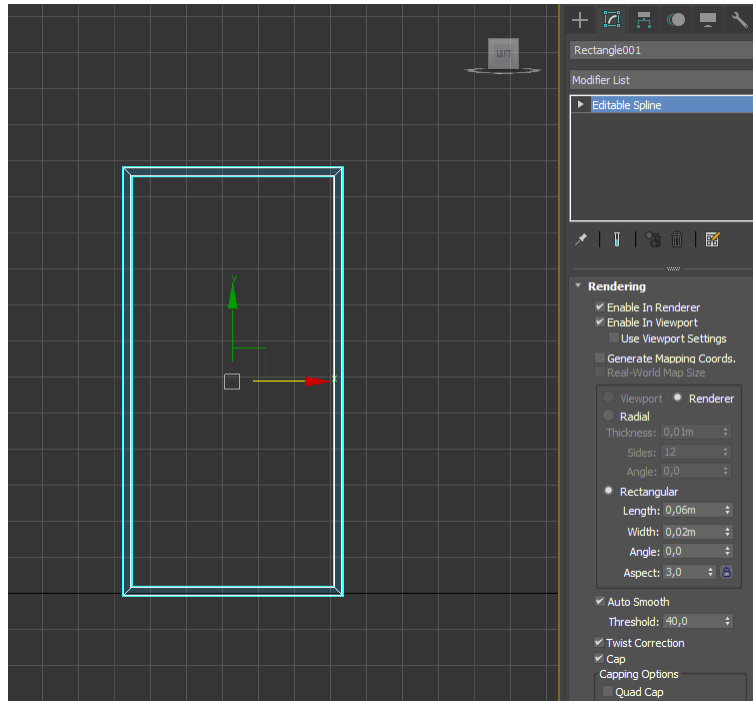 LEFT
y
x
Rectangle001
Modifier List
Editable Spline
Rendering
Enable In Renderer
Enable In Viewport
Use Viewport Settings
Generate Mapping Coords.
Real-World Map Size
Viewport Renderer
Radial
Thickness: 0,01m
Sides: 12
Angle: 0,0
Rectangular
Length: 0,06m
Width: 0,02m
Angle: 0,0
Aspect: 3,0
Auto Smooth
Threshold: 40,0
Twist Correction
Cap
Capping Options
Quad Cap